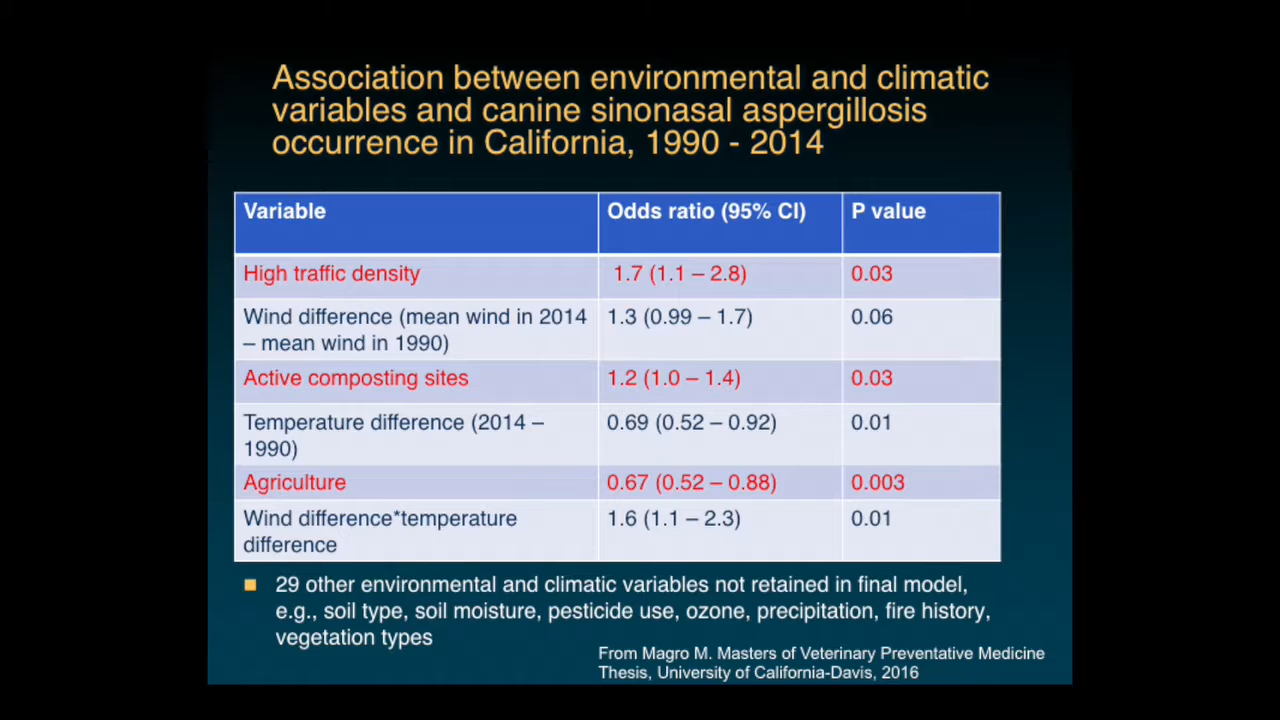 Association between environmental and climatic
variables and canine sinonasal aspergillosis
occurrence in California, 1990 - 2014
Variable Odds ratio (95% CI) P value
High traffic density 1.7 (1.1 – 2.8) 0.03
Wind difference (mean wind in 2014 1.3 (0.99 – 1.7) 0.06
– mean wind in 1990)
Active composting sites 1.2 (1.0 – 1.4) 0.03
Temperature difference (2014 – 0.69 (0.52 – 0.92) 0.01
1990)
Agriculture 0.67 (0.52 – 0.88) 0.003
Wind difference*temperature 1.6 (1.1 – 2.3) 0.01
difference
29 other environmental and climatic variables not retained in final model,
e.g., soil type, soil moisture, pesticide use, ozone, precipitation, fire history,
vegetation types
From Magro M. Masters of Veterinary Preventative Medicine
Thesis, University of California-Davis, 2016